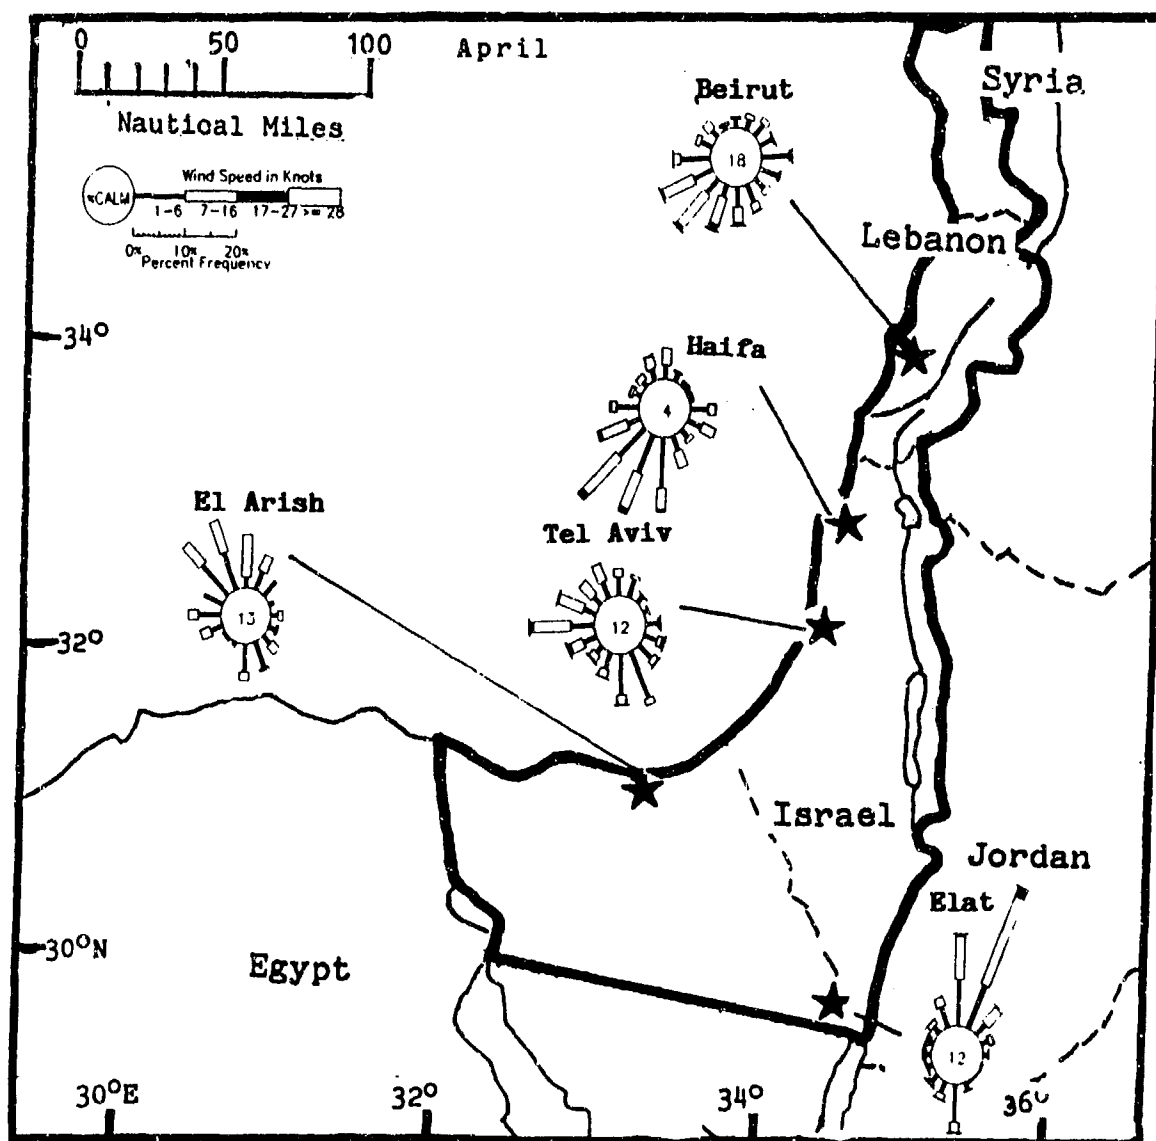 0 50 100
April
Nautical Miles
Wind Speed in Knots
%CALM
1-6 7-16 17-27 >= 28
0% 10% 20%
Percent Frequency
Syria
Beirut
18
Lebanon
34°
Haifa
4
El Arish
13
Tel Aviv
12
32°
Israel
Jordan
Elat
12
30°N
Egypt
30°E 32° 34° 36°